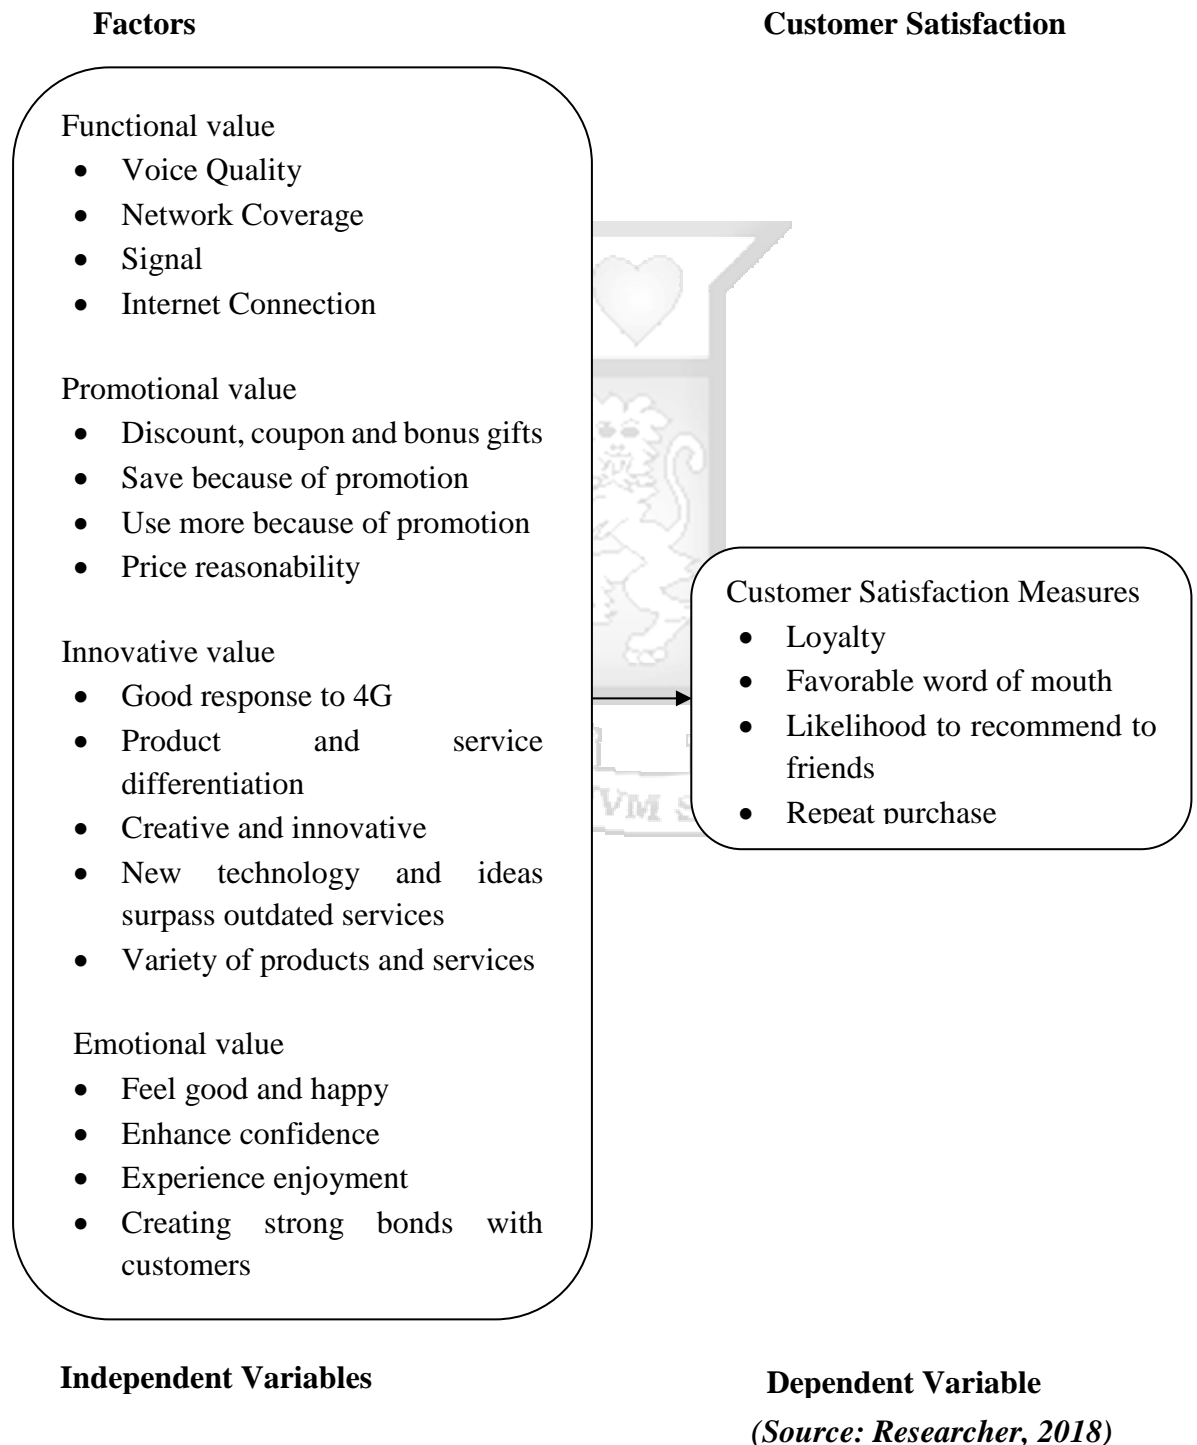 Factors
Customer Satisfaction
Functional value
• Voice Quality
• Network Coverage
• Signal
• Internet Connection
Promotional value
• Discount, coupon and bonus gifts
• Save because of promotion
• Use more because of promotion
• Price reasonability
Innovative value
• Good response to 4G
• Product and service
differentiation
• Creative and innovative
• New technology and ideas
surpass outdated services
• Variety of products and services
Emotional value
• Feel good and happy
• Enhance confidence
• Experience enjoyment
• Creating strong bonds with
customers
Customer Satisfaction Measures
• Loyalty
• Favorable word of mouth
• Likelihood to recommend to
friends
• Repeat purchase
VM S
Independent Variables
Dependent Variable
(Source: Researcher, 2018)